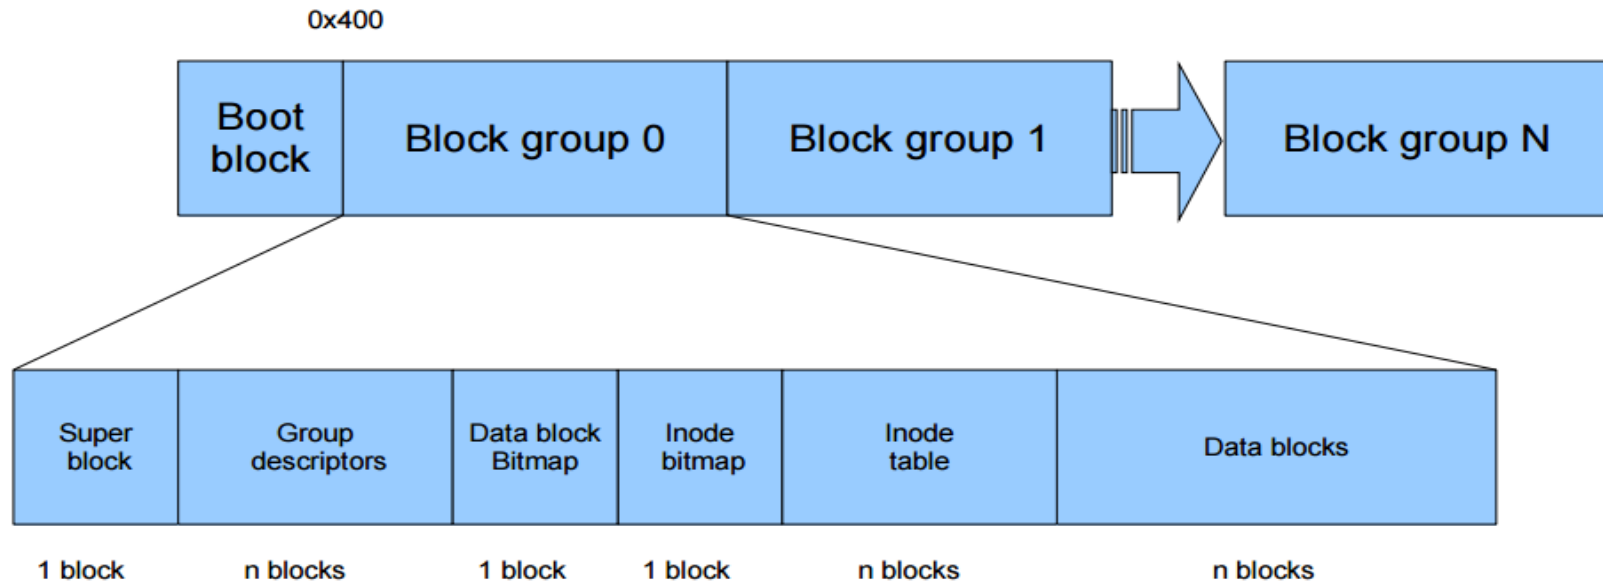 0x400
Boot
block
Block group 0
Block group 1
Block group N
Super
block
Group
descriptors
Data block
Bitmap
Inode
bitmap
Inode
table
Data blocks
1 block
n blocks
1 block
1 block
n blocks
n blocks